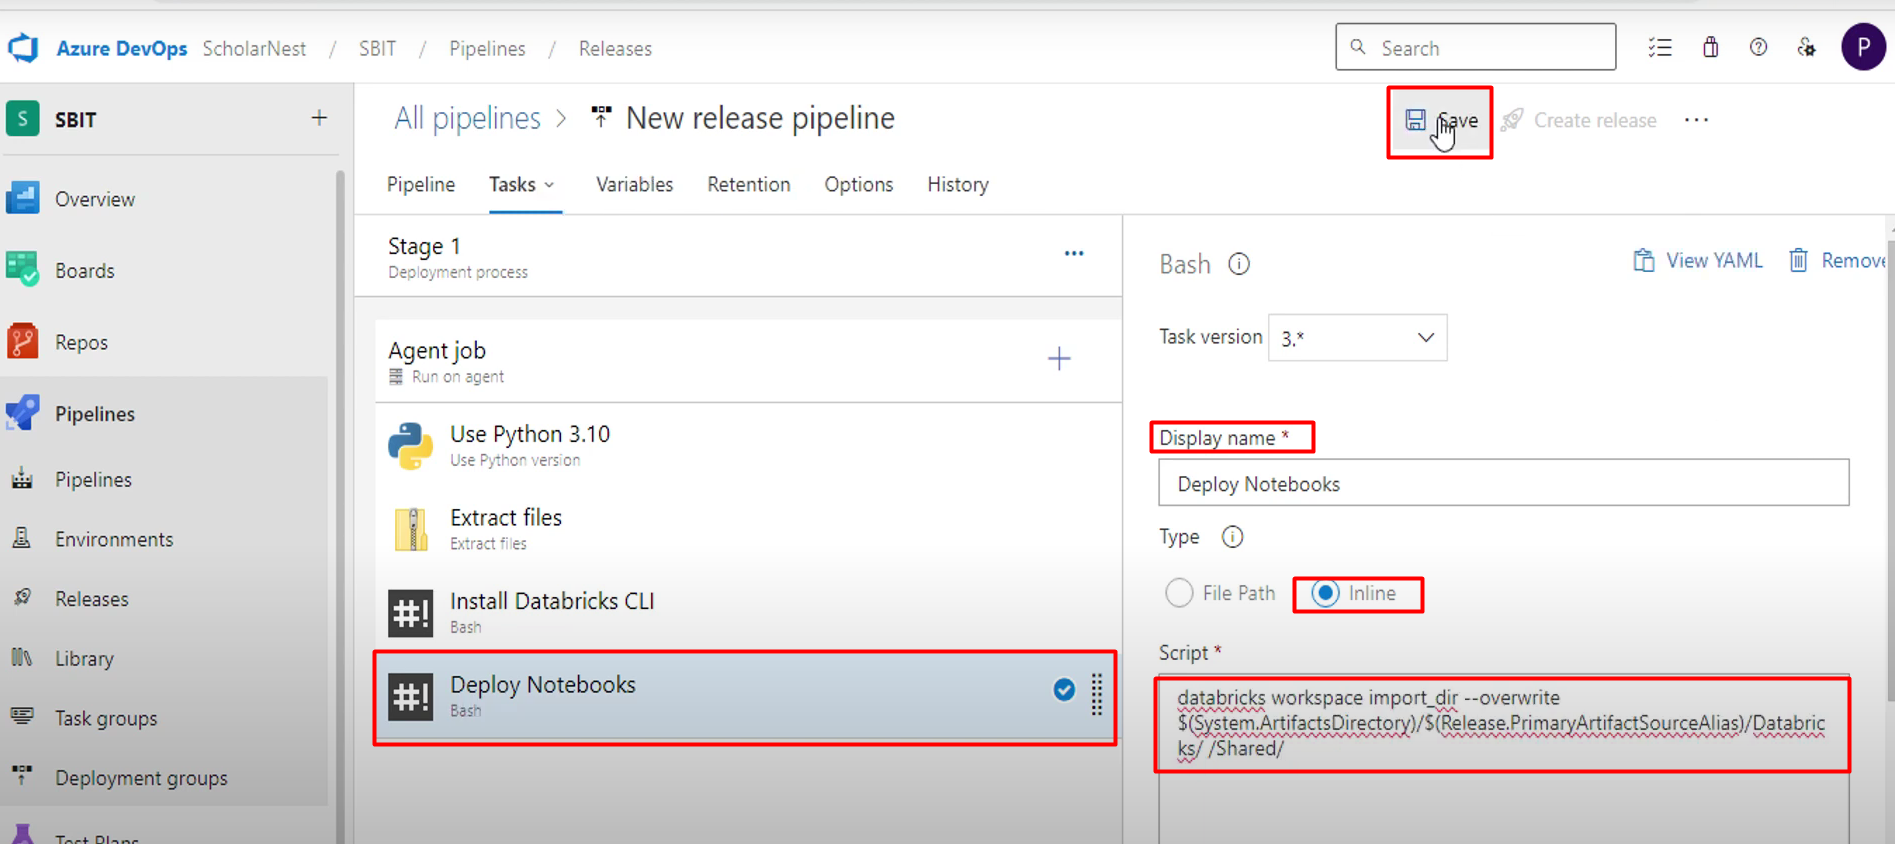 Azure DevOps ScholarNest / SBIT / Pipelines / Releases
Search
P
S SBIT +
Overview
Boards
Repos
Pipelines
Pipelines
Environments
Releases
Library
Task groups
Deployment groups
Test Plans
All pipelines > New release pipeline
Save Create release ...
Pipeline Tasks Variables Retention Options History
Stage 1
Deployment process
Agent job
Run on agent
Use Python 3.10
Use Python version
Extract files
Extract files
#! Install Databricks CLI
Bash
#! Deploy Notebooks
Bash
Bash View YAML Remove
Task version 3.*
Display name *
Deploy Notebooks
Type
File Path Inline
Script *
databricks workspace import_dir --overwrite
$(System.ArtifactsDirectory)/$(Release.PrimaryArtifactSourceAlias)/Databric
ks/ /Shared/